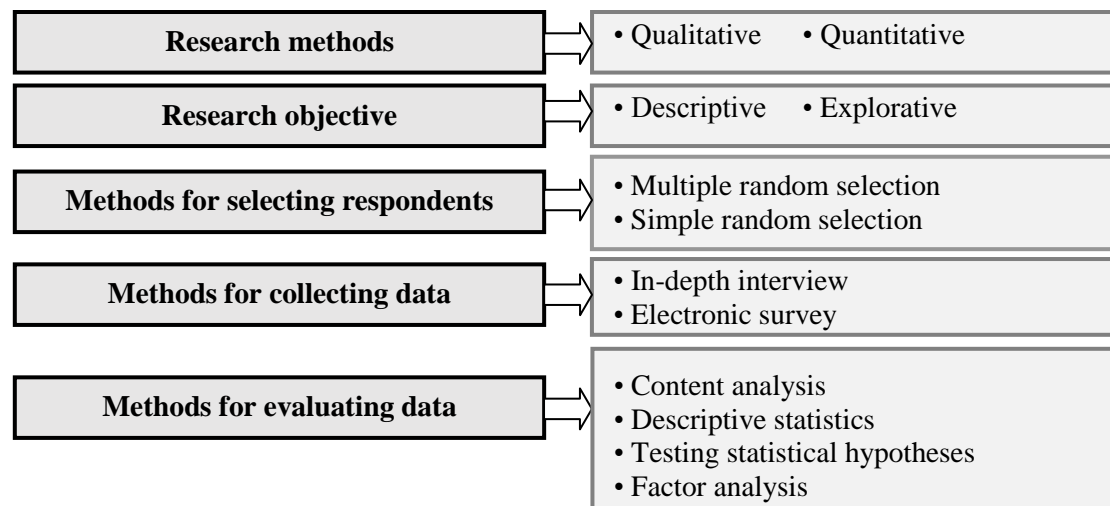 Research methods
• Qualitative • Quantitative
Research objective
• Descriptive • Explorative
Methods for selecting respondents
• Multiple random selection
• Simple random selection
Methods for collecting data
• In-depth interview
• Electronic survey
Methods for evaluating data
• Content analysis
• Descriptive statistics
• Testing statistical hypotheses
• Factor analysis